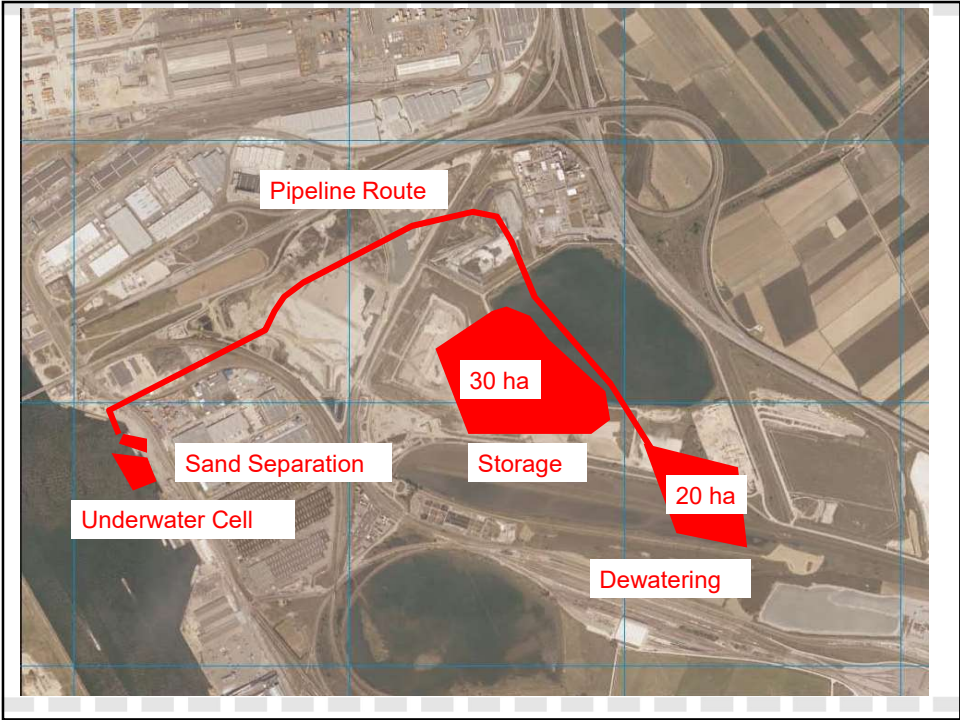 Pipeline Route
30 ha
Sand Separation
Storage
20 ha
Underwater Cell
Dewatering